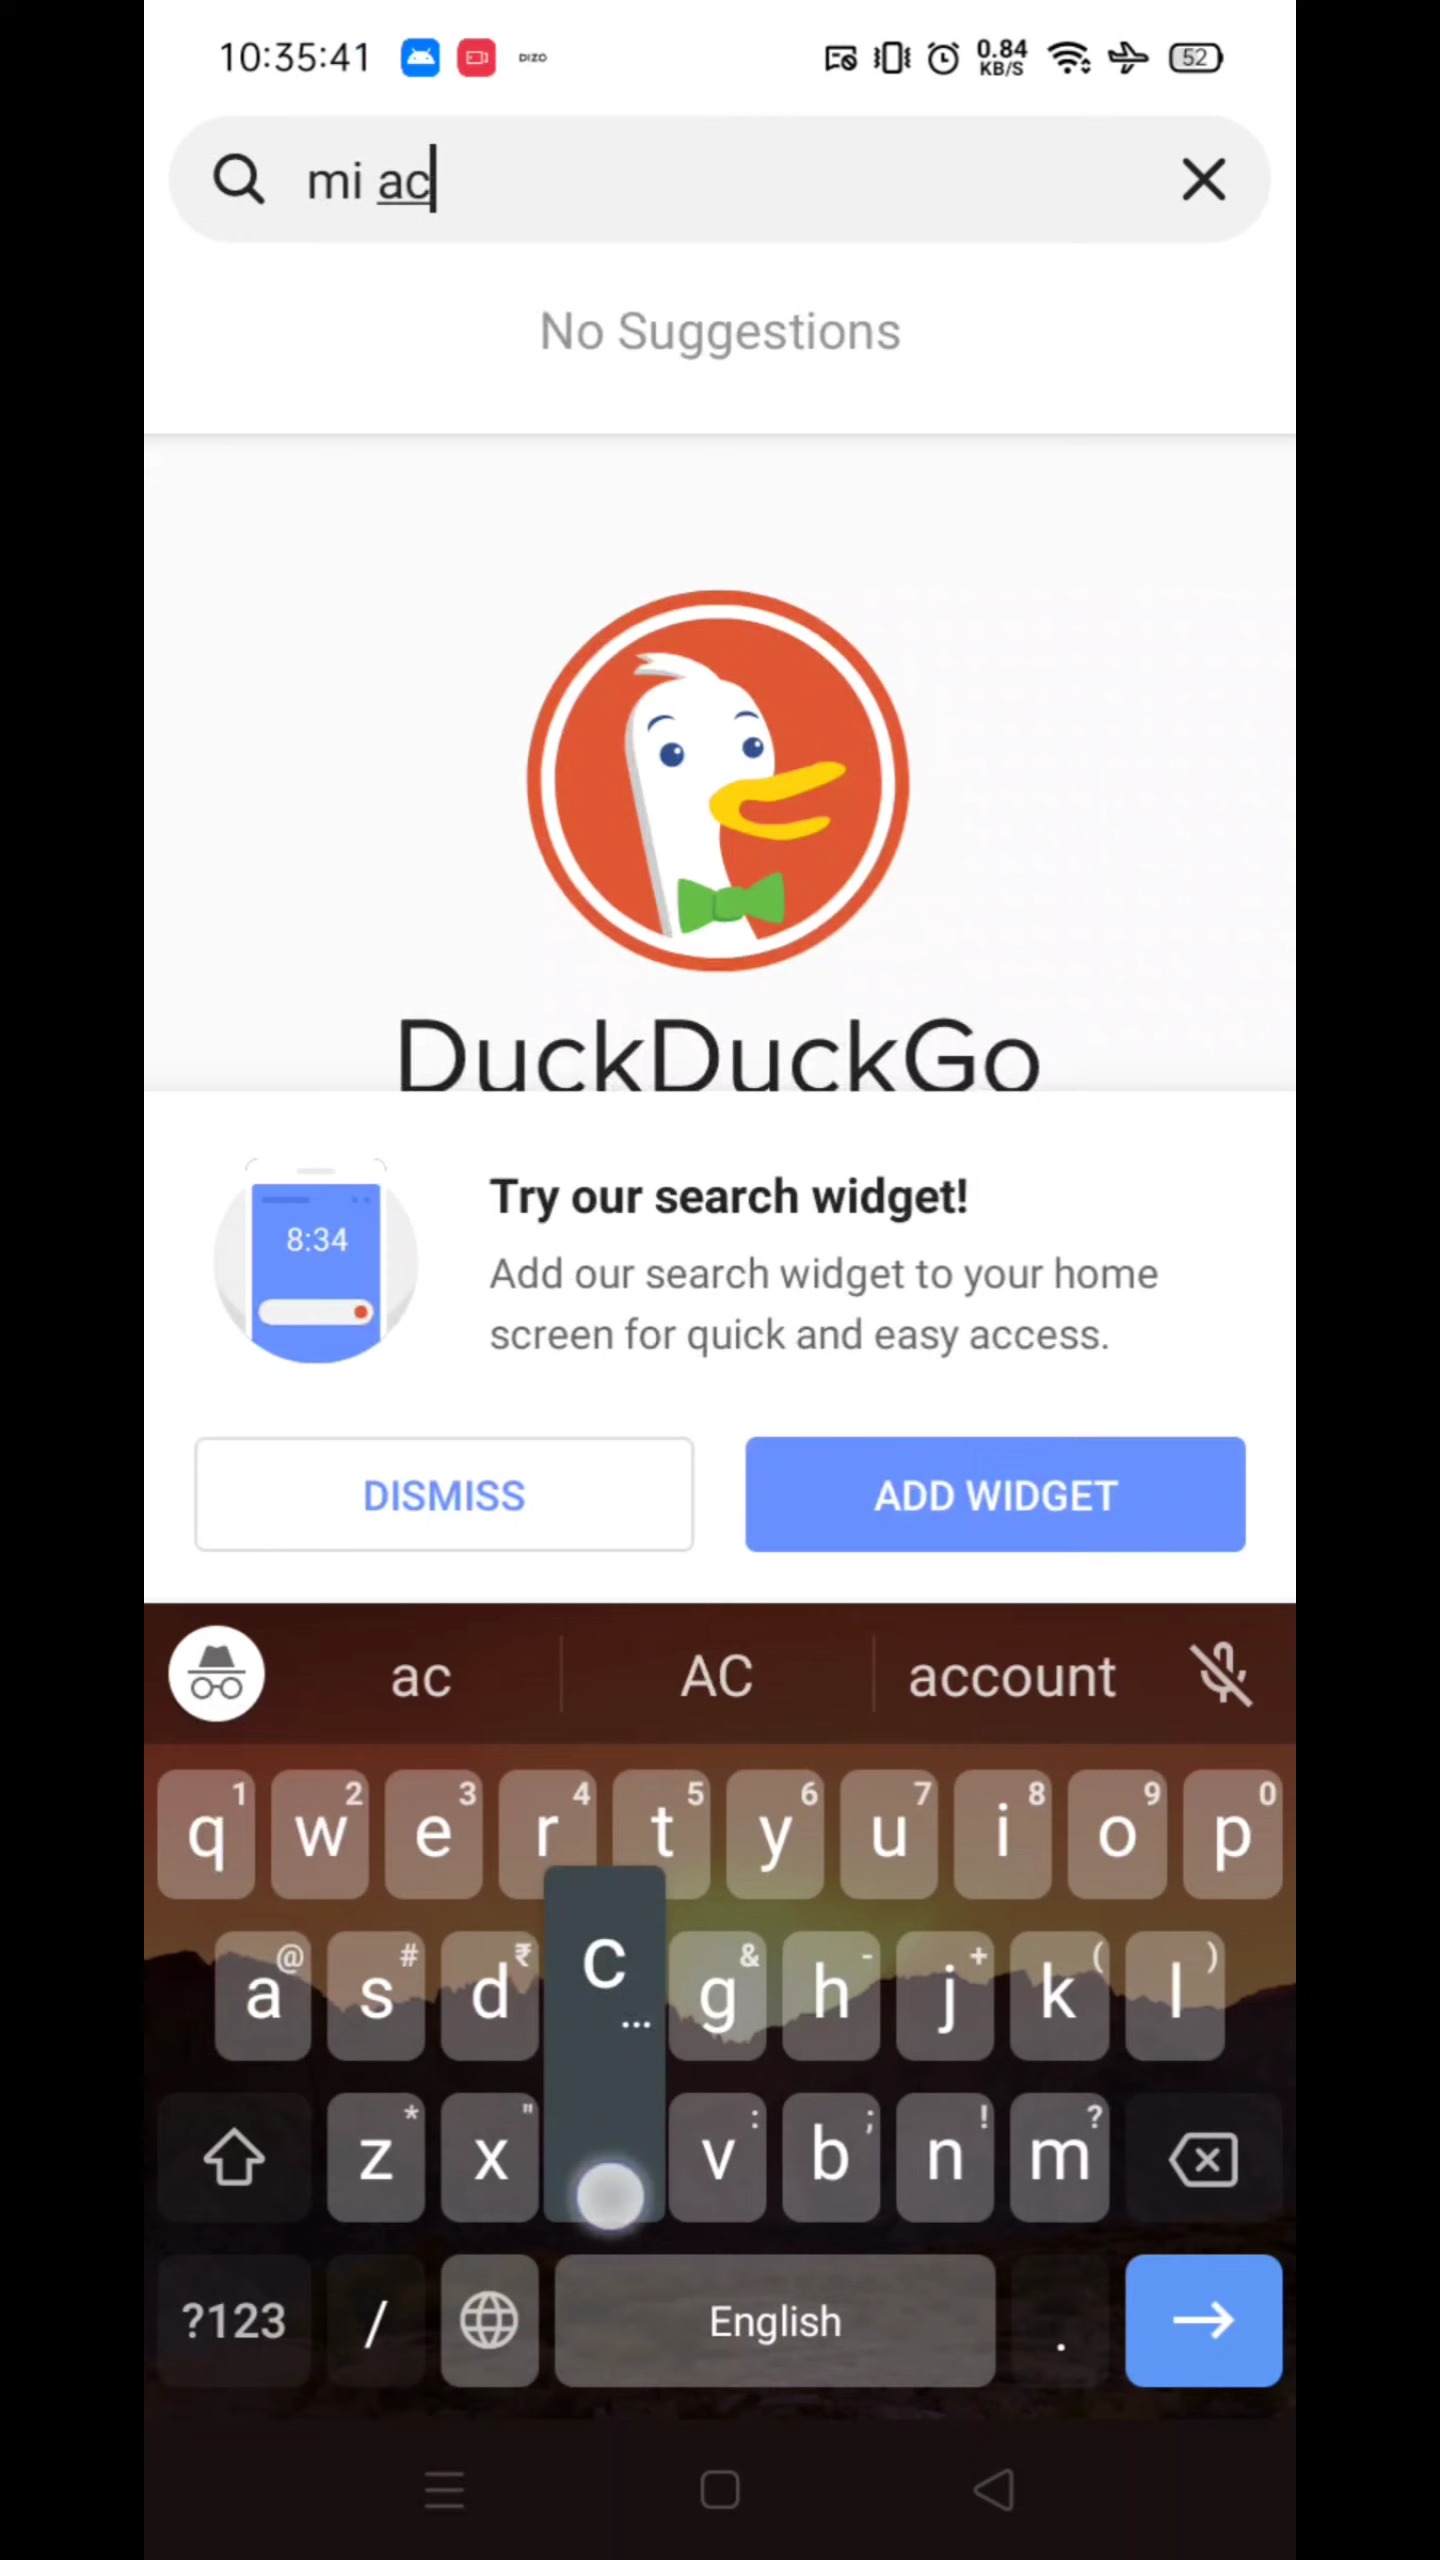 10:35:41 DIZO 0.84 KB/S 52
mi ac
No Suggestions
DuckDuckGo
8:34
Try our search widget!
Add our search widget to your home
screen for quick and easy access.
DISMISS ADD WIDGET
ac AC account
1 2 3 4 5 6 7 8 9 0
q w e r t y u i o p
@ # ₹ & - + ( )
a s d c ... g h j k l
* " : ; ! ?
z x v b n m
?123 / English .